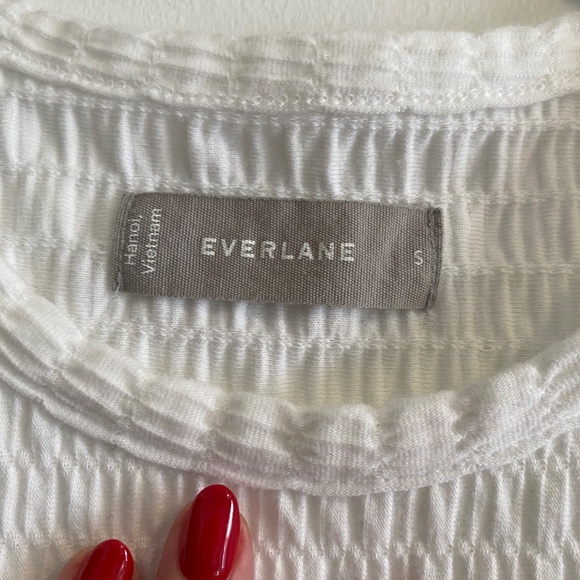 Hanoi,
Vietnam
EVERLANE
S